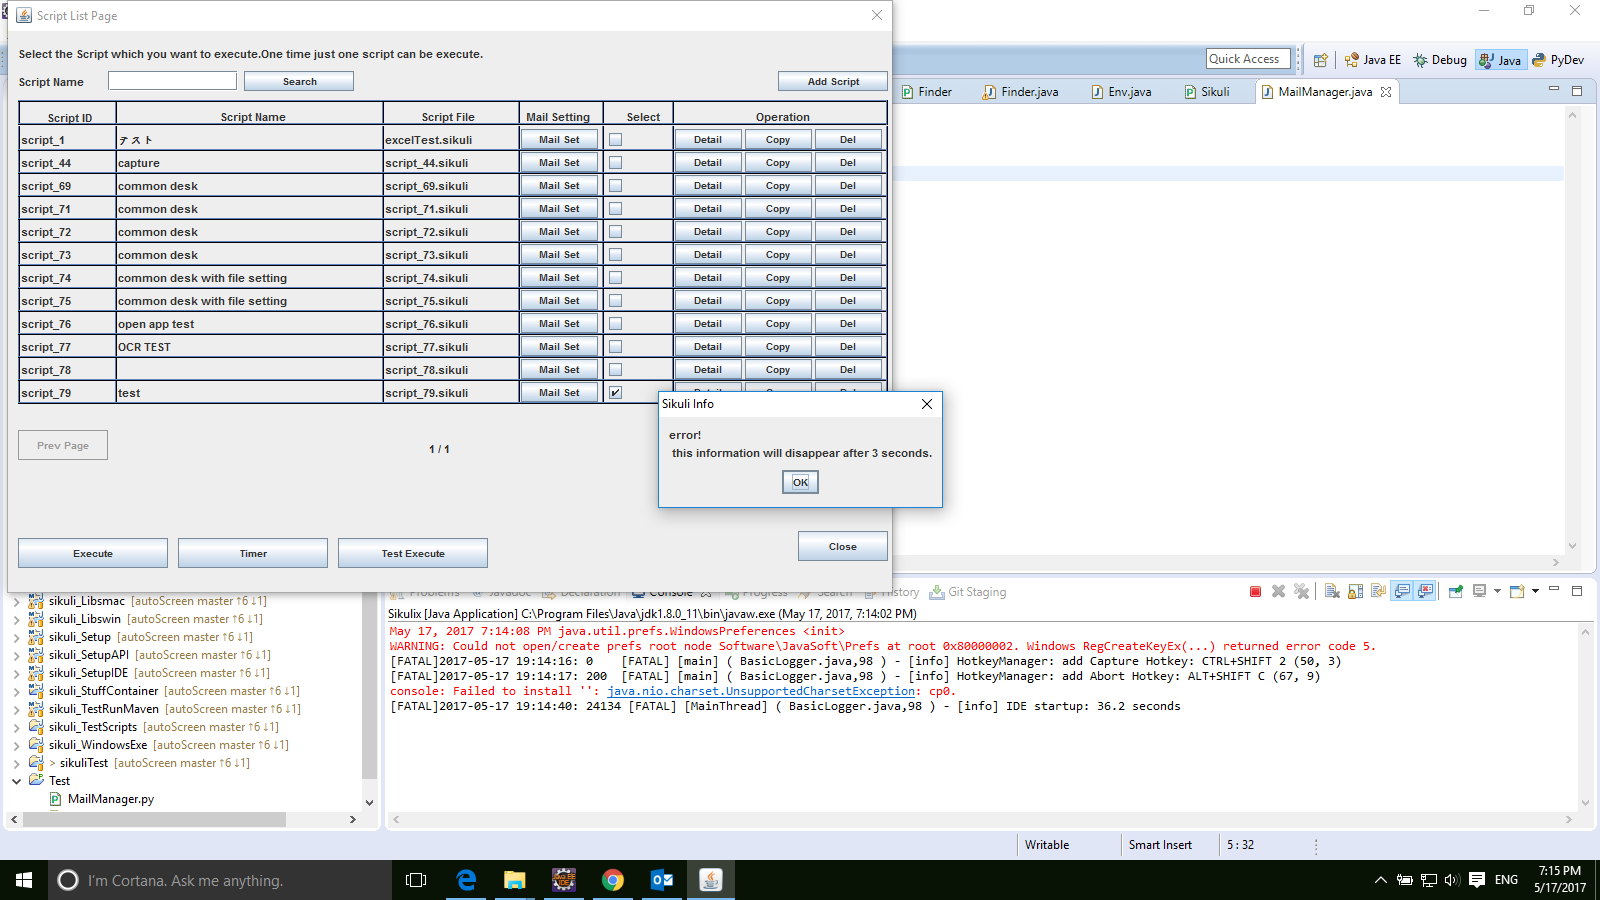 Script List Page
Select the Script which you want to execute.One time just one script can be execute.
Script Name Search Add Script
Script ID Script Name Script File Mail Setting Select Operation
script_1 テスト excelTest.sikuli Mail Set Detail Copy Del
script_44 capture script_44.sikuli Mail Set Detail Copy Del
script_69 common desk script_69.sikuli Mail Set Detail Copy Del
script_71 common desk script_71.sikuli Mail Set Detail Copy Del
script_72 common desk script_72.sikuli Mail Set Detail Copy Del
script_73 common desk script_73.sikuli Mail Set Detail Copy Del
script_74 common desk with file setting script_74.sikuli Mail Set Detail Copy Del
script_75 common desk with file setting script_75.sikuli Mail Set Detail Copy Del
script_76 open app test script_76.sikuli Mail Set Detail Copy Del
script_77 OCR TEST script_77.sikuli Mail Set Detail Copy Del
script_78 script_78.sikuli Mail Set Detail Copy Del
script_79 test script_79.sikuli Mail Set
Prev Page 1 / 1
Execute Timer Test Execute Close
Sikuli Info
error!
this information will disappear after 3 seconds.
OK
Quick Access Java EE Debug Java PyDev
Finder Finder.java Env.java Sikuli MailManager.java
sikuli_Libsmac [autoScreen master ↑6 ↓1]
sikuli_Libswin [autoScreen master ↑6 ↓1]
sikuli_Setup [autoScreen master ↑6 ↓1]
sikuli_SetupAPI [autoScreen master ↑6 ↓1]
sikuli_SetupIDE [autoScreen master ↑6 ↓1]
sikuli_StuffContainer [autoScreen master ↑6 ↓1]
sikuli_TestRunMaven [autoScreen master ↑6 ↓1]
sikuli_TestScripts [autoScreen master ↑6 ↓1]
sikuli_WindowsExe [autoScreen master ↑6 ↓1]
> sikuliTest [autoScreen master ↑6 ↓1]
Test
MailManager.py
Problems Javadoc Declaration Console Progress Search History Git Staging
Sikulix [Java Application] C:\Program Files\Java\jdk1.8.0_11\bin\javaw.exe (May 17, 2017, 7:14:02 PM)
May 17, 2017 7:14:08 PM java.util.prefs.WindowsPreferences <init>
WARNING: Could not open/create prefs root node Software\JavaSoft\Prefs at root 0x80000002. Windows RegCreateKeyEx(...) returned error code 5.
[FATAL]2017-05-17 19:14:16: 0 [FATAL] [main] ( BasicLogger.java,98 ) - [info] HotkeyManager: add Capture Hotkey: CTRL+SHIFT 2 (50, 3)
[FATAL]2017-05-17 19:14:17: 200 [FATAL] [main] ( BasicLogger.java,98 ) - [info] HotkeyManager: add Abort Hotkey: ALT+SHIFT C (67, 9)
console: Failed to install '': java.nio.charset.UnsupportedCharsetException: cp0.
[FATAL]2017-05-17 19:14:40: 24134 [FATAL] [MainThread] ( BasicLogger.java,98 ) - [info] IDE startup: 36.2 seconds
Writable Smart Insert 5 : 32
I'm Cortana. Ask me anything.
ENG
7:15 PM
5/17/2017